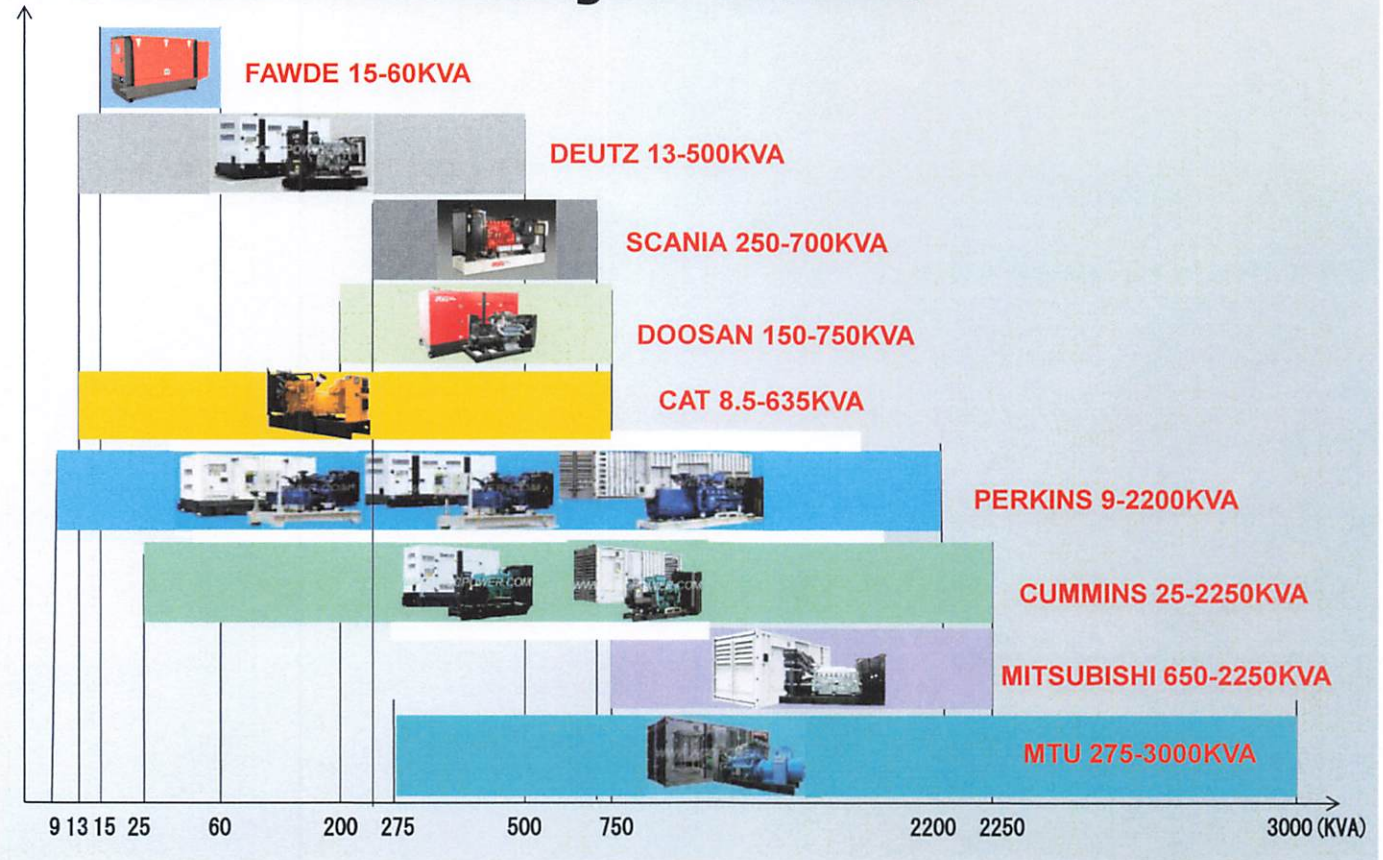 FAWDE 15-60KVA
DEUTZ 13-500KVA
SCANIA 250-700KVA
DOOSAN 150-750KVA
CAT 8.5-635KVA
PERKINS 9-2200KVA
CUMMINS 25-2250KVA
MITSUBISHI 650-2250KVA
MTU 275-3000KVA
9 13 15 25 60 200 275 500 750 2200 2250 3000 (KVA)